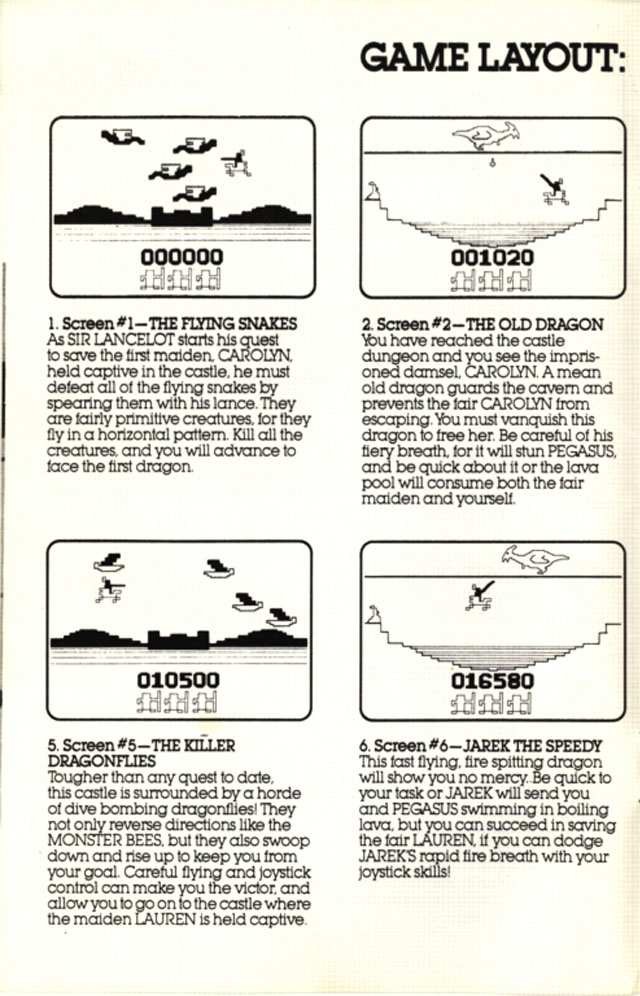 GAME LAYOUT:
000000
1. Screen #1—THE FLYING SNAKES
As SIR LANCELOT starts his quest
to save the first maiden, CAROLYN,
held captive in the castle, he must
defeat all of the flying snakes by
spearing them with his lance. They
are fairly primitive creatures, for they
fly in a horizontal pattern. Kill all the
creatures, and you will advance to
face the first dragon.
001020
2. Screen #2—THE OLD DRAGON
You have reached the castle
dungeon and you see the impris-
oned damsel, CAROLYN. A mean
old dragon guards the cavern and
prevents the fair CAROLYN from
escaping. You must vanquish this
dragon to free her. Be careful of his
fiery breath, for it will stun PEGASUS,
and be quick about it or the lava
pool will consume both the fair
maiden and yourself.
010500
5. Screen #5—THE KILLER
DRAGONFLIES
Tougher than any quest to date,
this castle is surrounded by a horde
of dive bombing dragonflies! They
not only reverse directions like the
MONSTER BEES, but they also swoop
down and rise up to keep you from
your goal. Careful flying and joystick
control can make you the victor, and
allow you to go on to the castle where
the maiden LAUREN is held captive.
016580
6. Screen #6—JAREK THE SPEEDY
This fast flying, fire spitting dragon
will show you no mercy. Be quick to
your task or JAREK will send you
and PEGASUS swimming in boiling
lava, but you can succeed in saving
the fair LAUREN, if you can dodge
JAREK'S rapid fire breath with your
joystick skills!